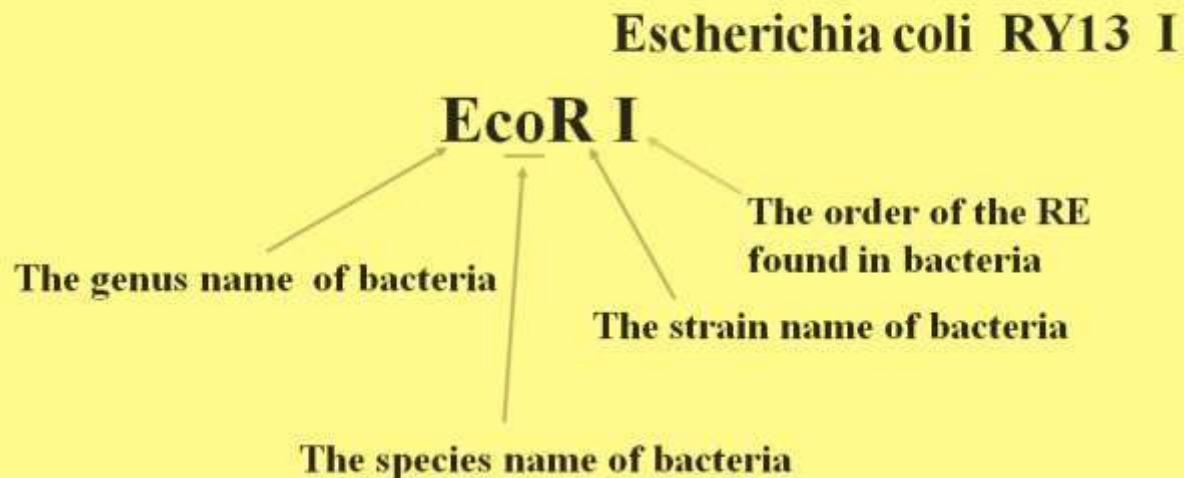 Escherichia coli RY13 I
EcoR I
The order of the RE
found in bacteria
The genus name of bacteria
The strain name of bacteria
The species name of bacteria